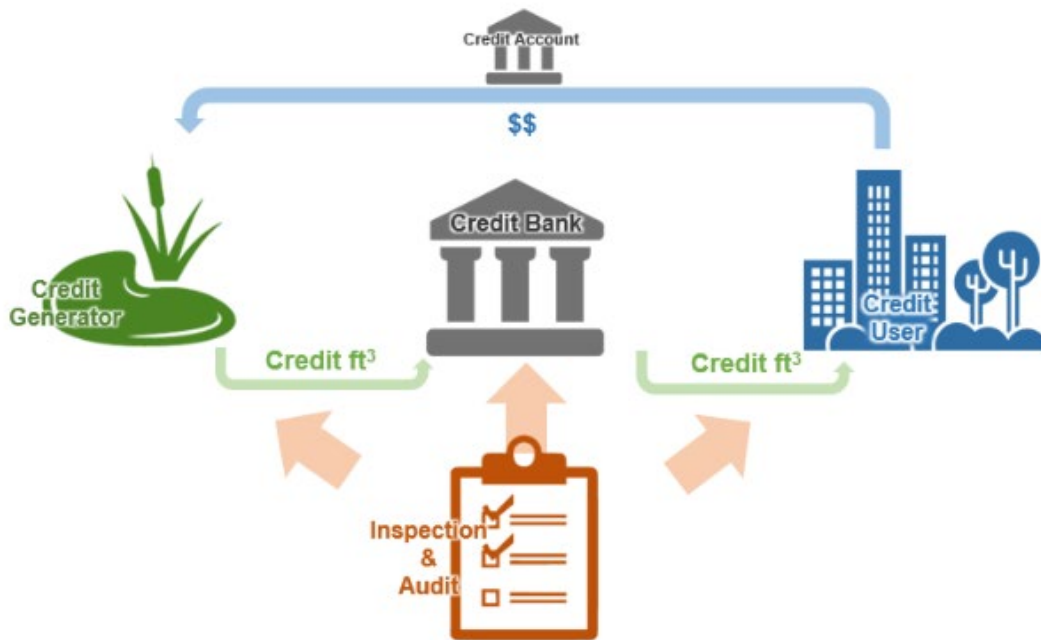 Credit Account
$$
Credit Bank
Credit
Generator
Credit
User
Credit ft³
Credit ft³
Inspection
&
Audit